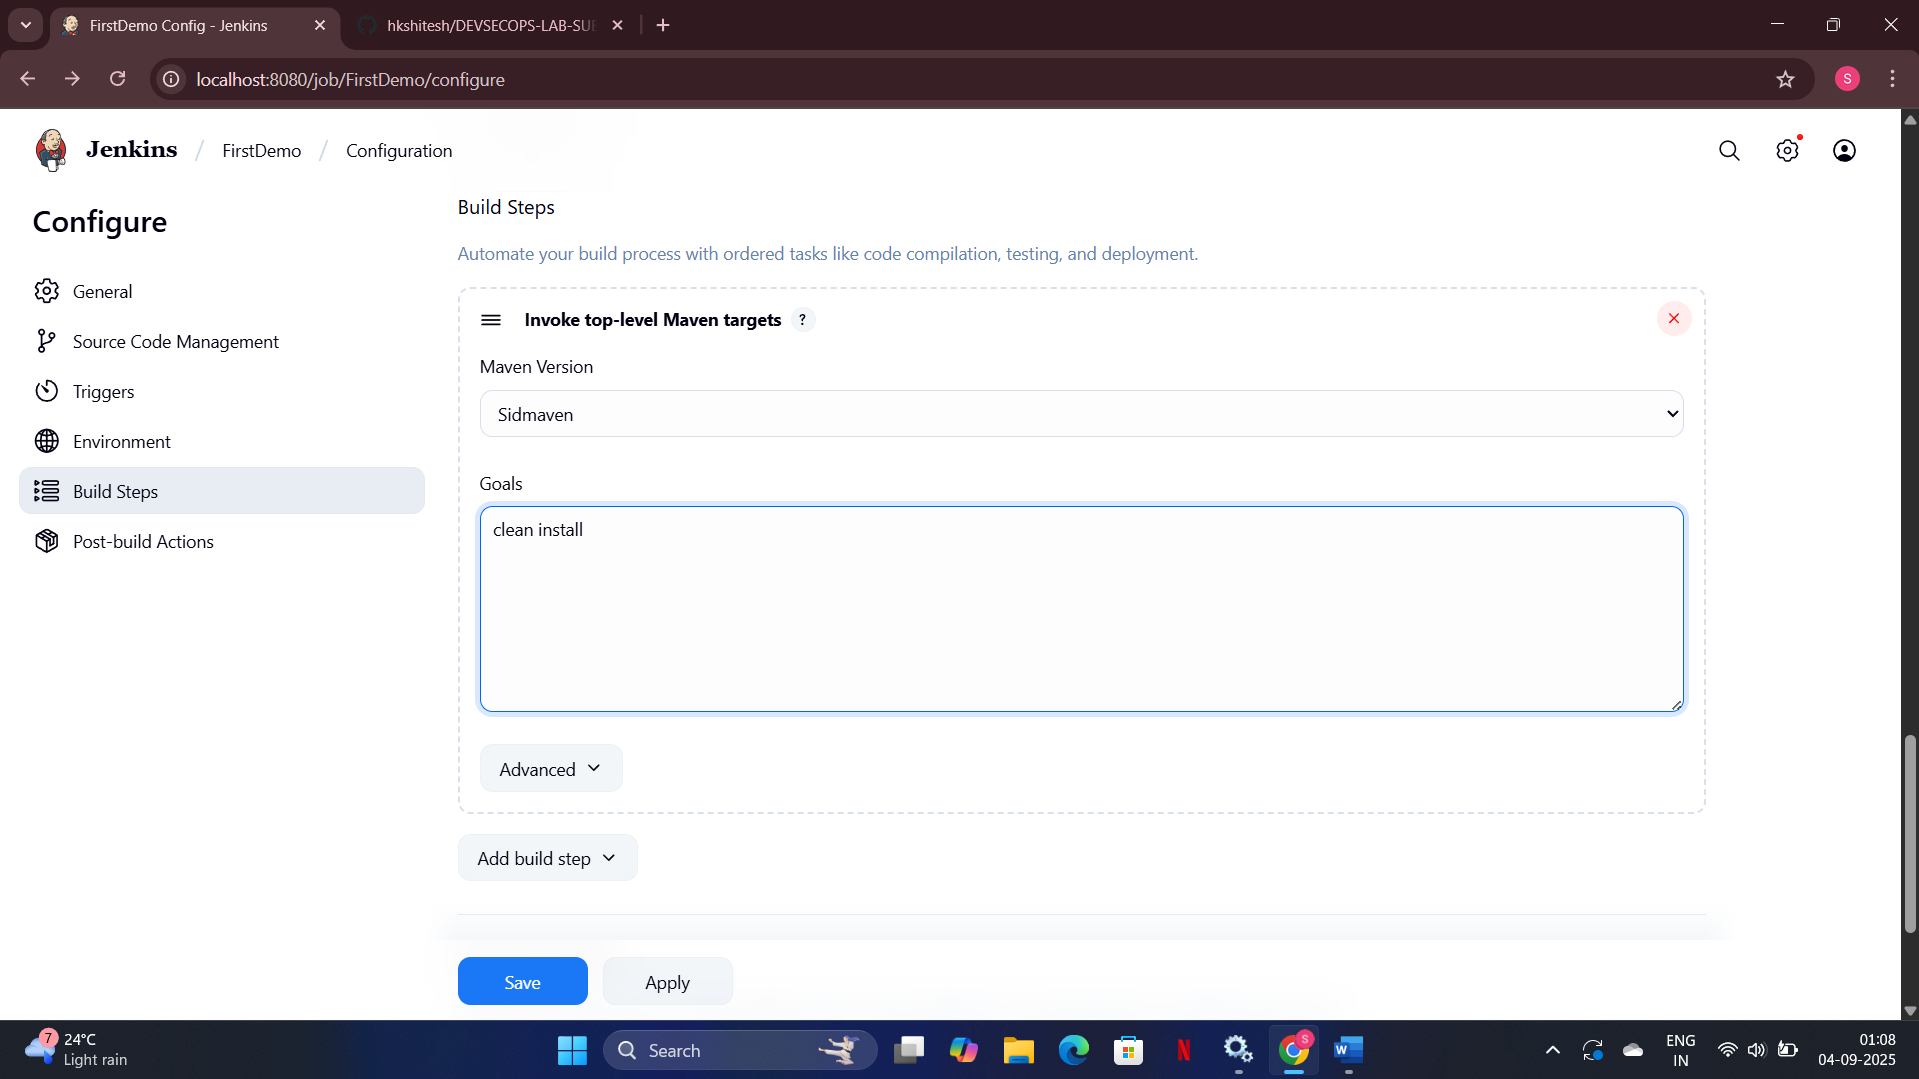 FirstDemo Config - Jenkins
hkshitesh/DEVSECOPS-LAB-SU
localhost:8080/job/FirstDemo/configure
S
Jenkins / FirstDemo / Configuration
Configure
General
Source Code Management
Triggers
Environment
Build Steps
Post-build Actions
Build Steps
Automate your build process with ordered tasks like code compilation, testing, and deployment.
Invoke top-level Maven targets ?
Maven Version
Sidmaven
Goals
clean install
Advanced
Add build step
Save
Apply
7
24°C
Light rain
Search
N
S
W
ENG
IN
01:08
04-09-2025